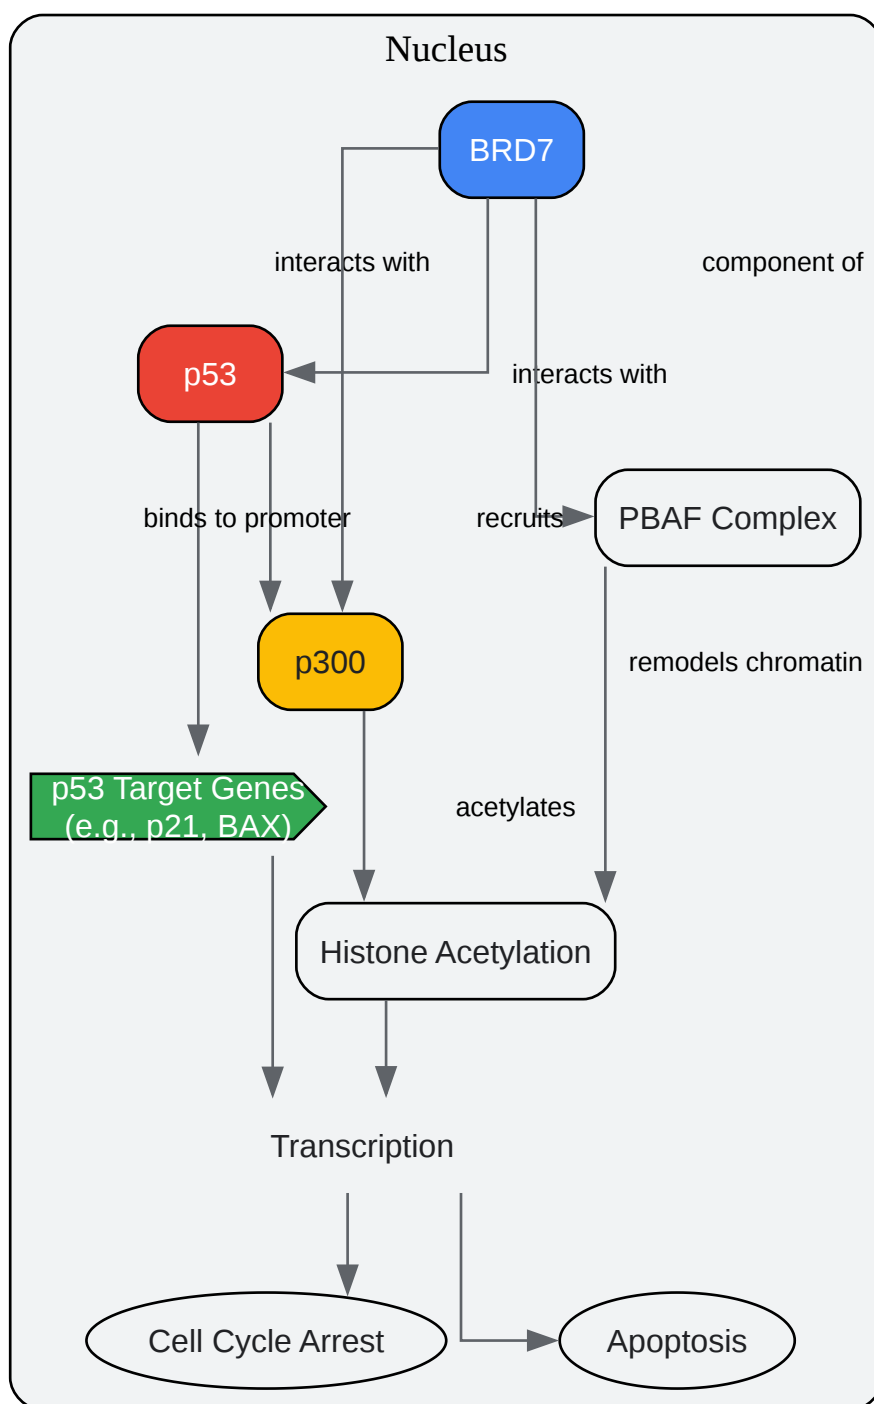 Nucleus
BRD7
interacts with
component of
p53
interacts with
binds to promoter
recruits
PBAF Complex
p300
remodels chromatin
p53 Target Genes
(e.g., p21, BAX)
acetylates
Histone Acetylation
Transcription
Cell Cycle Arrest
Apoptosis